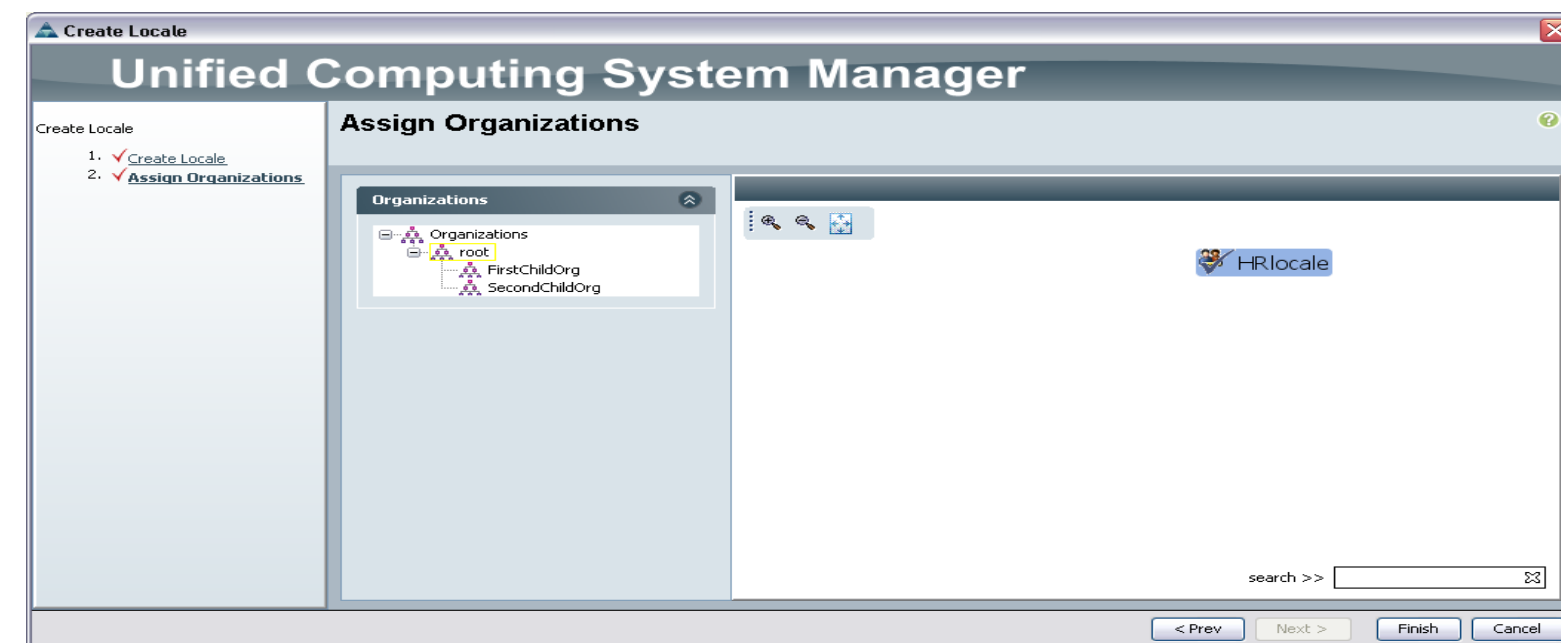 Create Locale
Unified Computing System Manager
Create Locale
1. Create Locale
2. Assign Organizations
Assign Organizations
?
Organizations
Organizations
root
FirstChildOrg
SecondChildOrg
HRlocale
search >>
< Prev
Next >
Finish
Cancel